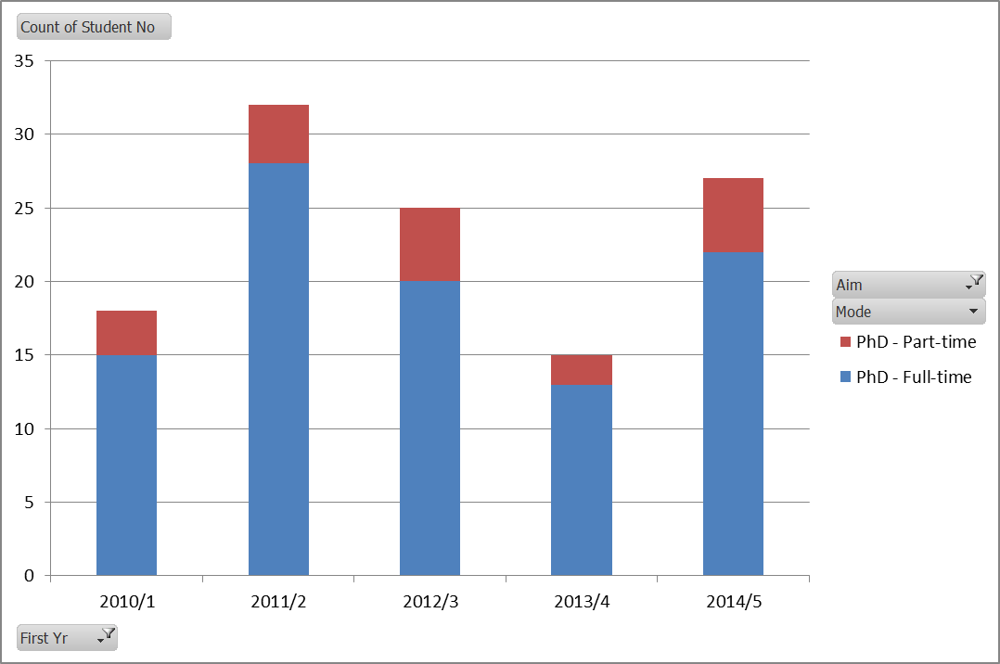 Count of Student No
35
30
25
20
15
10
5
0
2010/1 2011/2 2012/3 2013/4 2014/5
First Yr
Aim
Mode
PhD - Part-time
PhD - Full-time